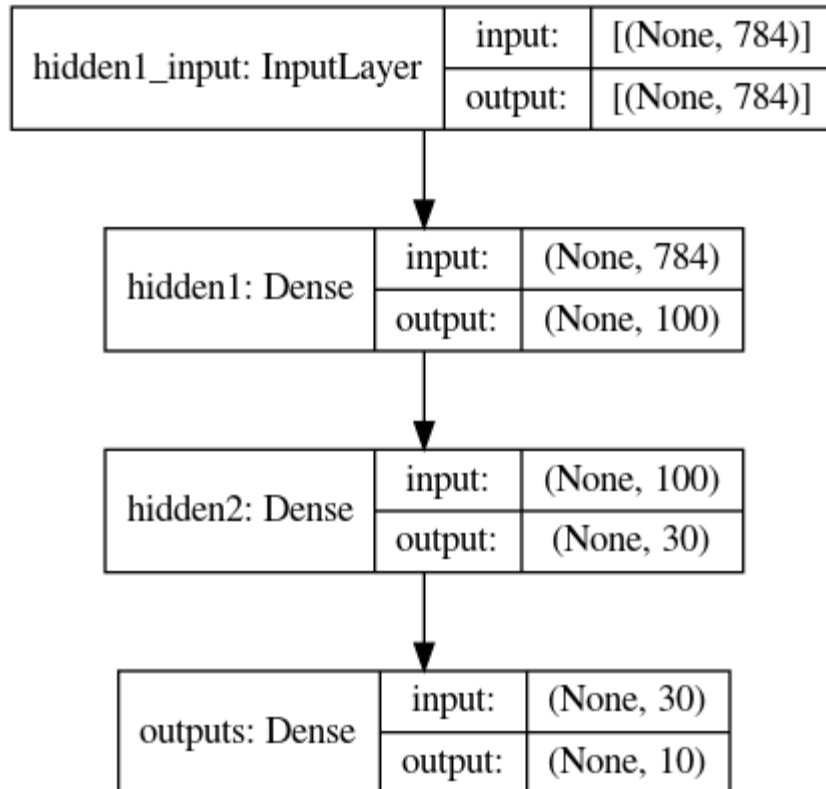 hidden1_input: InputLayer
input: [(None, 784)]
output: [(None, 784)]
hidden1: Dense
input: (None, 784)
output: (None, 100)
hidden2: Dense
input: (None, 100)
output: (None, 30)
outputs: Dense
input: (None, 30)
output: (None, 10)